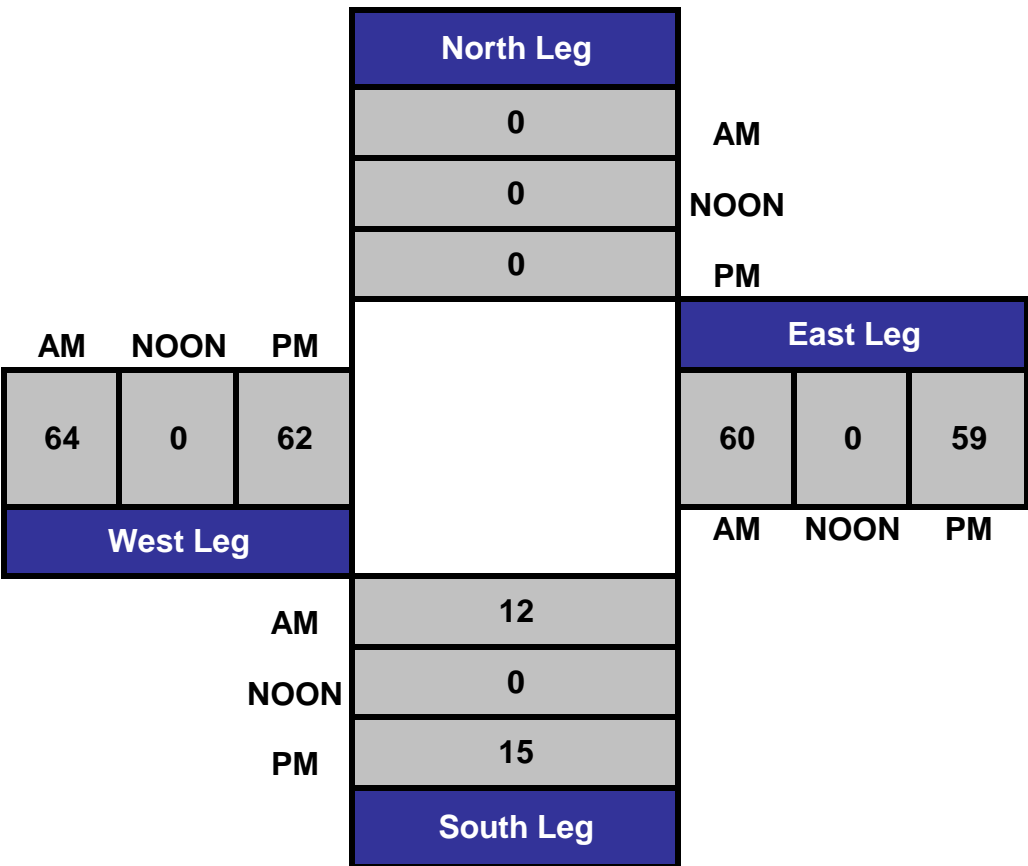 North Leg
0
AM
0
NOON
0
PM
East Leg
AM NOON PM
64 0 62
60 0 59
West Leg
AM NOON PM
12
AM
0
NOON
15
PM
South Leg